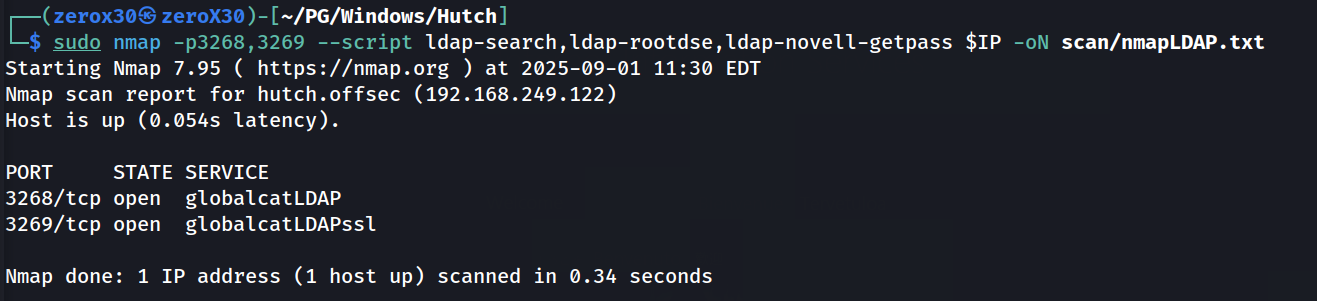 ┌──(zerox30㉿zeroX30)-[~/PG/Windows/Hutch]
└─$ sudo nmap -p3268,3269 --script ldap-search,ldap-rootdse,ldap-novell-getpass $IP -oN scan/nmapLDAP.txt
Starting Nmap 7.95 ( https://nmap.org ) at 2025-09-01 11:30 EDT
Nmap scan report for hutch.offsec (192.168.249.122)
Host is up (0.054s latency).
PORT     STATE SERVICE
3268/tcp open  globalcatLDAP
3269/tcp open  globalcatLDAPssl
Nmap done: 1 IP address (1 host up) scanned in 0.34 seconds